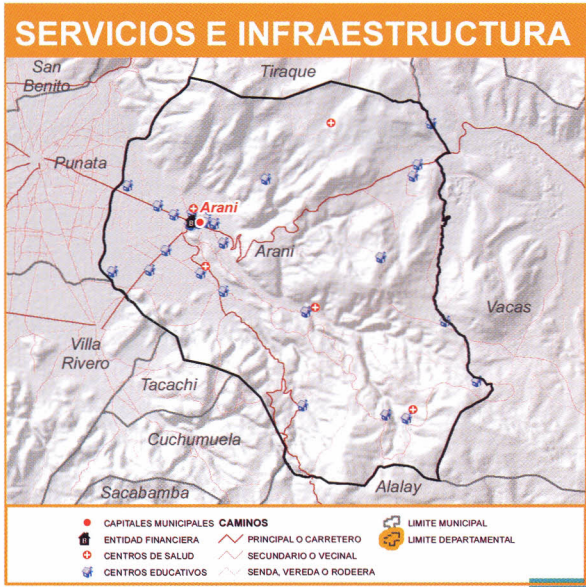 SERVICIOS E INFRAESTRUCTURA
San
Benito
Tiraque
Punata
Arani
Arani
Vacas
Villa
Rivero
Tacachi
Cuchumuela
Sacabamba
Alalay
CAPITALES MUNICIPALES
ENTIDAD FINANCIERA
CENTROS DE SALUD
CENTROS EDUCATIVOS
CAMINOS
PRINCIPAL O CARRETERO
SECUNDARIO O VECINAL
SENDA, VEREDA O RODEERA
LIMITE MUNICIPAL
LIMITE DEPARTAMENTAL